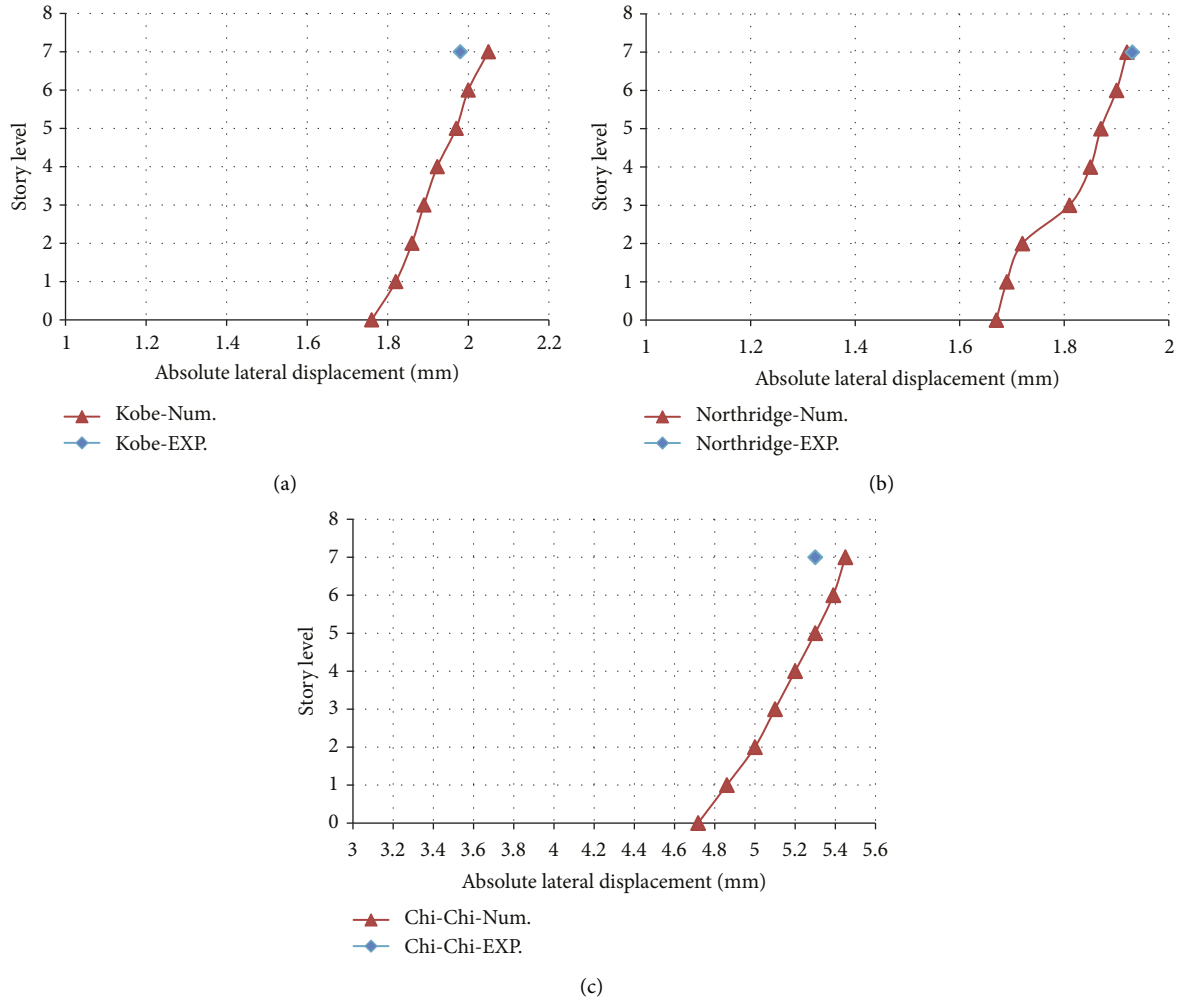 8
7
6
5
4
3
2
1
0
Story level
1 1.2 1.4 1.6 1.8 2 2.2
Absolute lateral displacement (mm)
Kobe-Num.
Kobe-EXP.
(a)
8
7
6
5
4
3
2
1
0
Story level
1 1.2 1.4 1.6 1.8 2
Absolute lateral displacement (mm)
Northridge-Num.
Northridge-EXP.
(b)
8
7
6
5
4
3
2
1
0
Story level
3 3.2 3.4 3.6 3.8 4 4.2 4.4 4.6 4.8 5 5.2 5.4 5.6
Absolute lateral displacement (mm)
Chi-Chi-Num.
Chi-Chi-EXP.
(c)